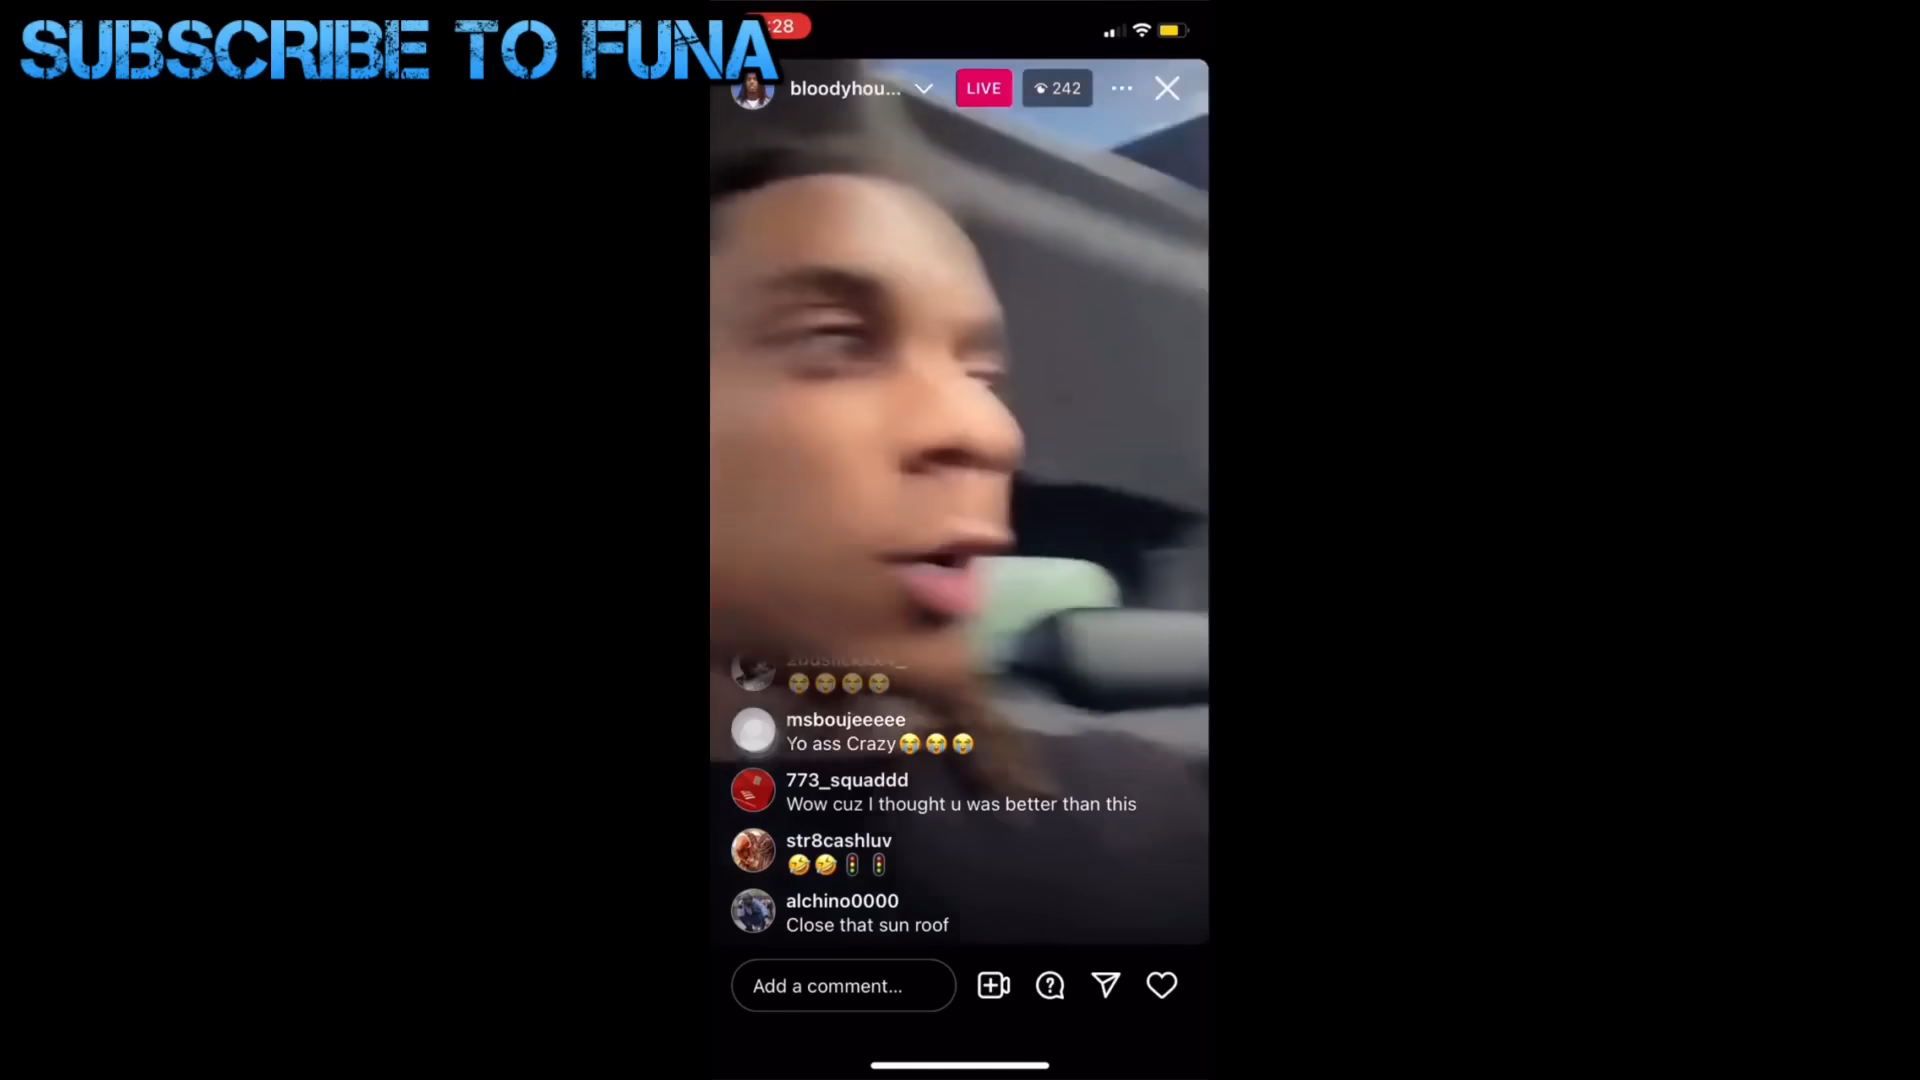 SUBSCRIBE TO FUNA
:28
bloodyhou...
LIVE
242
msboujeeeee
Yo ass Crazy😭😭😭
773_squaddd
Wow cuz I thought u was better than this
str8cashluv
🤣🤣🚦🚦
alchino0000
Close that sun roof
Add a comment...